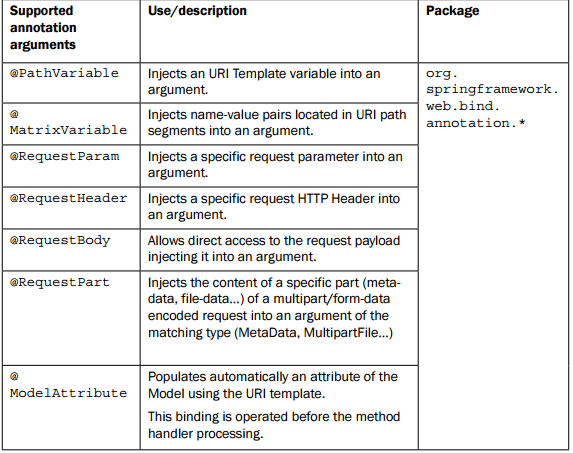 Supported
annotation
arguments
Use/description
Package
@PathVariable
Injects an URI Template variable into an
argument.
org.
springframework.
web.bind.
annotation.*
@
MatrixVariable
Injects name-value pairs located in URI path
segments into an argument.
@RequestParam
Injects a specific request parameter into an
argument.
@RequestHeader
Injects a specific request HTTP Header into
an argument.
@RequestBody
Allows direct access to the request payload
injecting it into an argument.
@RequestPart
Injects the content of a specific part (meta-
data, file-data…) of a multipart/form-data
encoded request into an argument of the
matching type (MetaData, MultipartFile…)
@
ModelAttribute
Populates automatically an attribute of the
Model using the URI template.
This binding is operated before the method
handler processing.